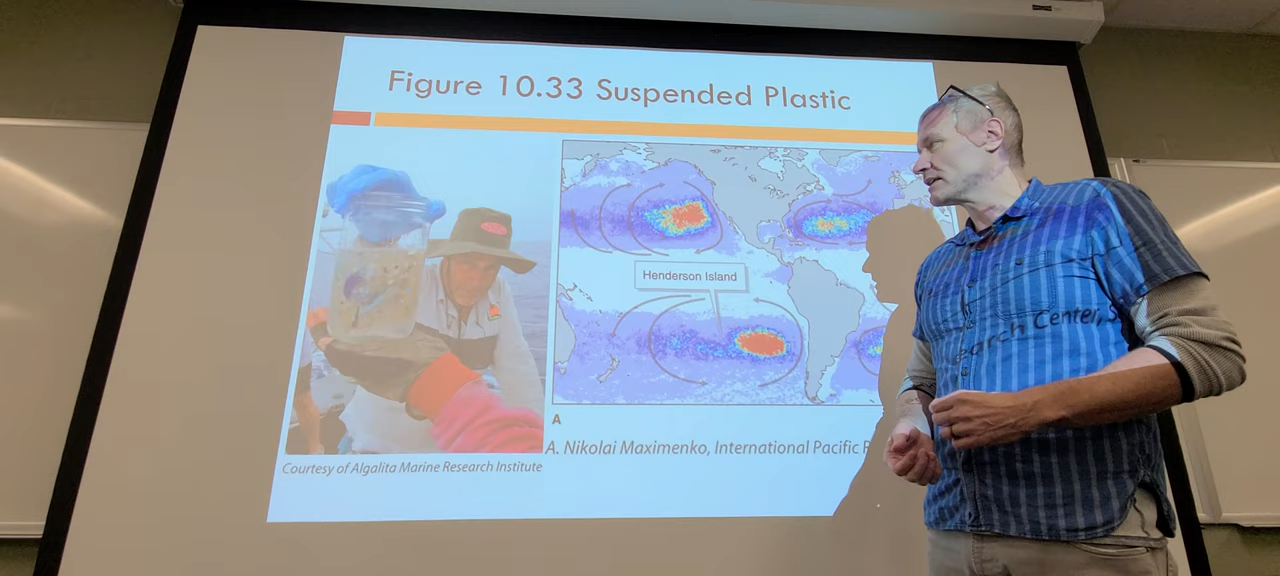 Figure 10.33 Suspended Plastic
Henderson Island
A
A. Nikolai Maximenko, International Pacific R
earch Center, S
Courtesy of Algalita Marine Research Institute